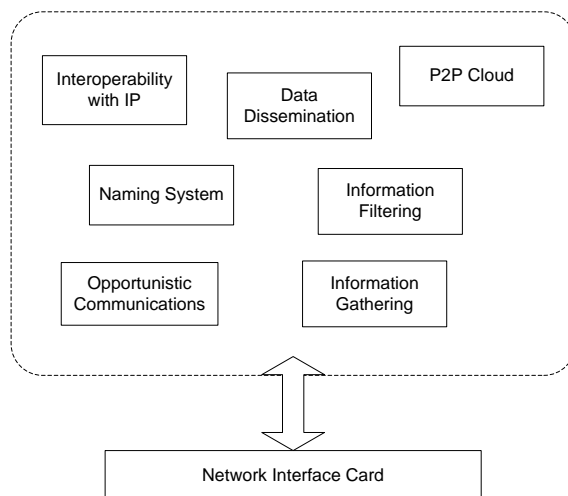 Interoperability
with IP
Data
Dissemination
P2P Cloud
Naming System
Information
Filtering
Opportunistic
Communications
Information
Gathering
Network Interface Card